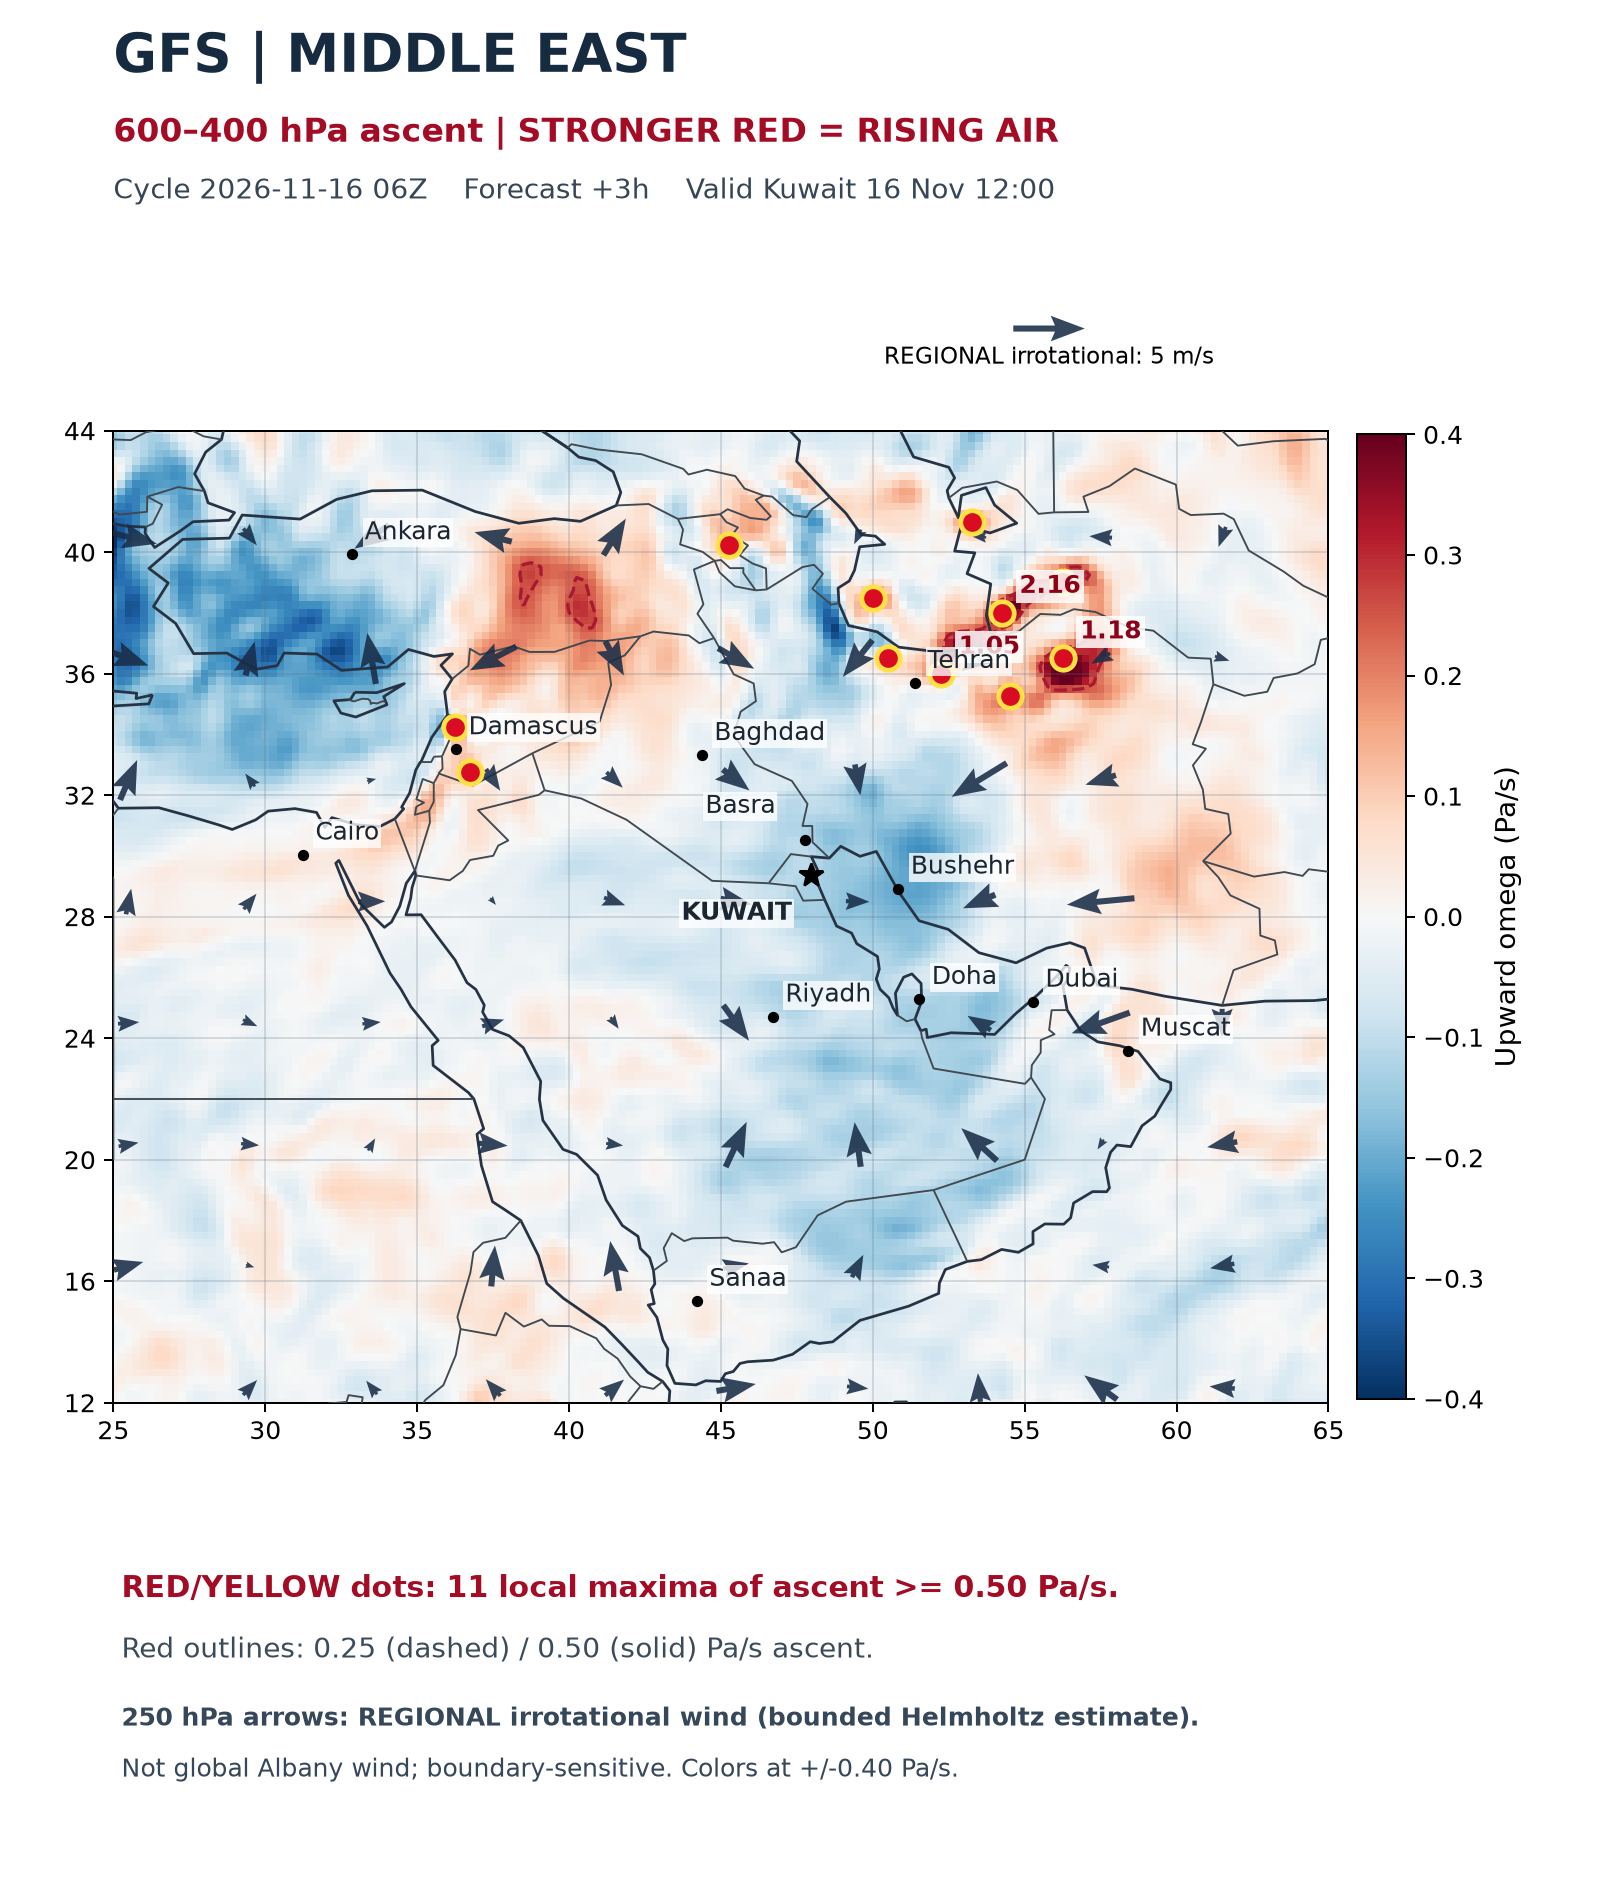 GFS | MIDDLE EAST
600–400 hPa ascent | STRONGER RED = RISING AIR
Cycle 2026-11-16 06Z    Forecast +3h    Valid Kuwait 16 Nov 12:00
REGIONAL irrotational: 5 m/s
44
40
36
32
28
24
20
16
12
25
30
35
40
45
50
55
60
65
Ankara
2.16
1.18
1.05
Tehran
Damascus
Baghdad
Basra
Cairo
Bushehr
KUWAIT
Doha
Dubai
Riyadh
Muscat
Sanaa
0.4
0.3
0.2
0.1
0.0
−0.1
−0.2
−0.3
−0.4
Upward omega (Pa/s)
RED/YELLOW dots: 11 local maxima of ascent >= 0.50 Pa/s.
Red outlines: 0.25 (dashed) / 0.50 (solid) Pa/s ascent.
250 hPa arrows: REGIONAL irrotational wind (bounded Helmholtz estimate).
Not global Albany wind; boundary-sensitive. Colors at +/-0.40 Pa/s.